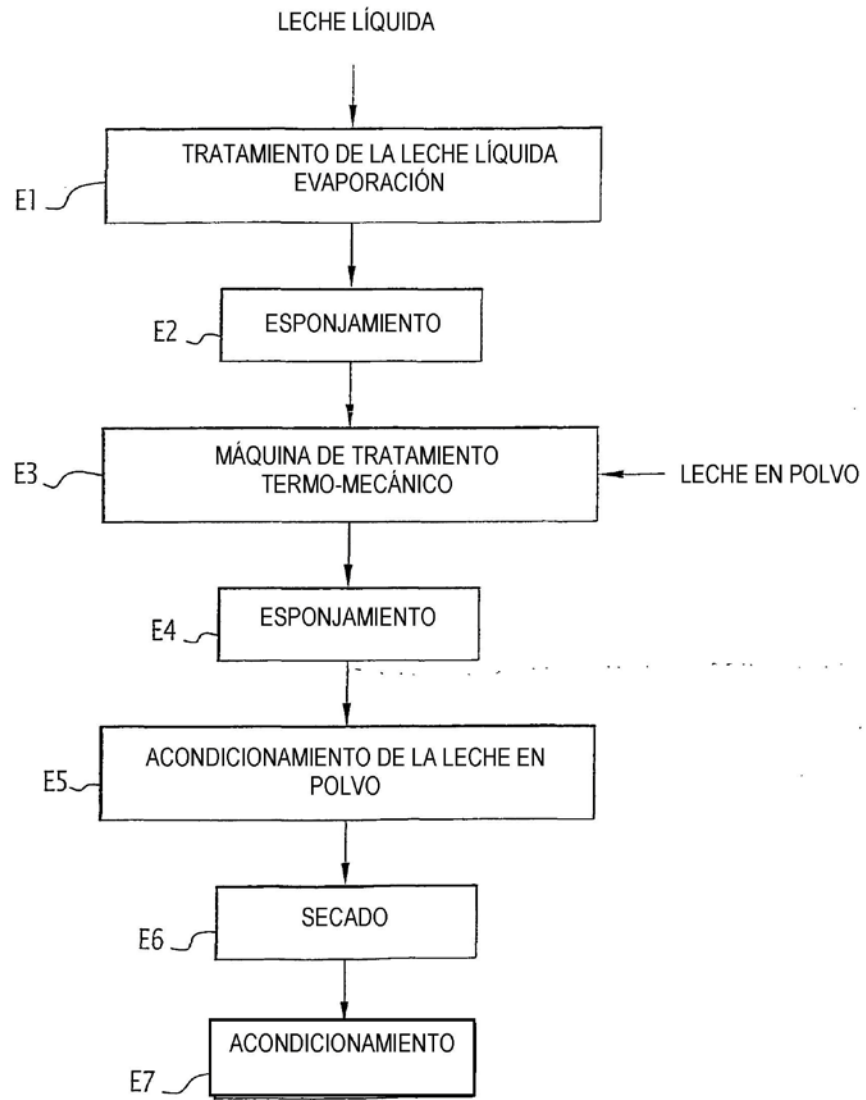 LECHE LÍQUIDA
TRATAMIENTO DE LA LECHE LÍQUIDA
EVAPORACIÓN
E1
ESPONJAMIENTO
E2
MÁQUINA DE TRATAMIENTO
TERMO-MECÁNICO
E3
LECHE EN POLVO
ESPONJAMIENTO
E4
ACONDICIONAMIENTO DE LA LECHE EN
POLVO
E5
SECADO
E6
ACONDICIONAMIENTO
E7